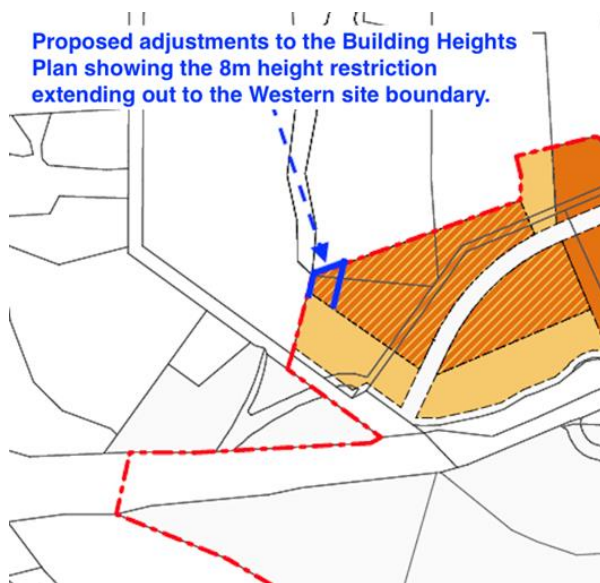 Proposed adjustments to the Building Heights
Plan showing the 8m height restriction
extending out to the Western site boundary.